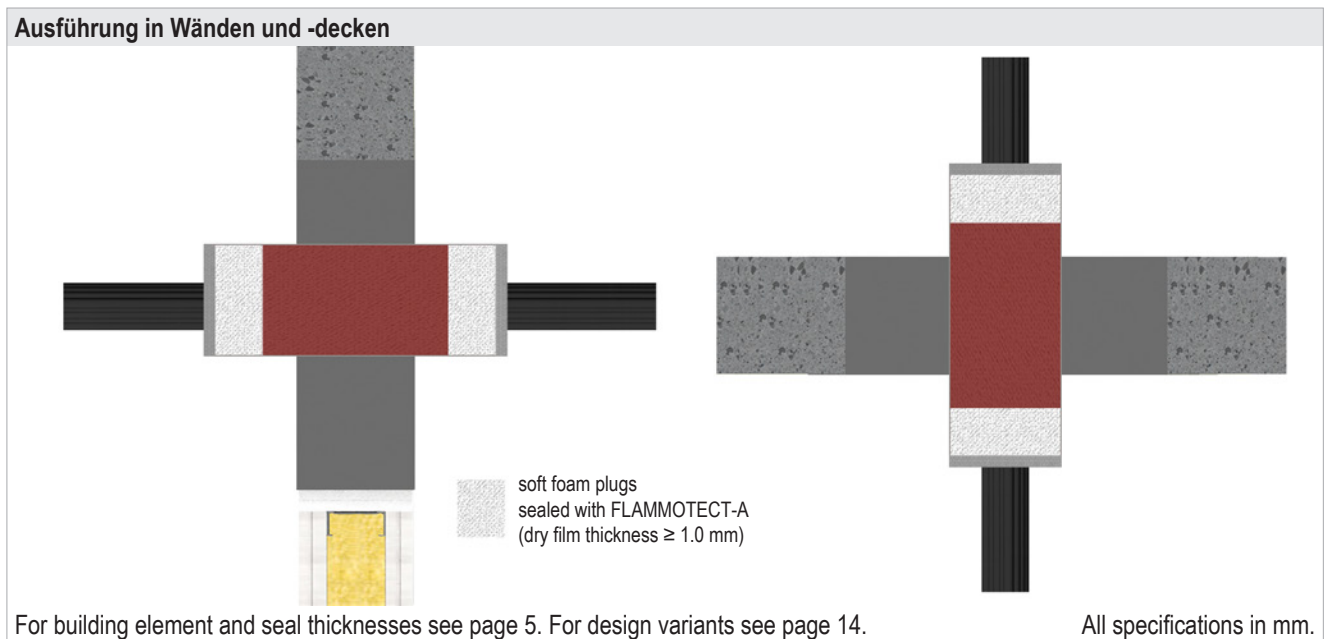 Ausführung in Wänden und -decken
soft foam plugs
sealed with FLAMMOTECT-A
(dry film thickness ≥ 1.0 mm)
For building element and seal thicknesses see page 5. For design variants see page 14.
All specifications in mm.